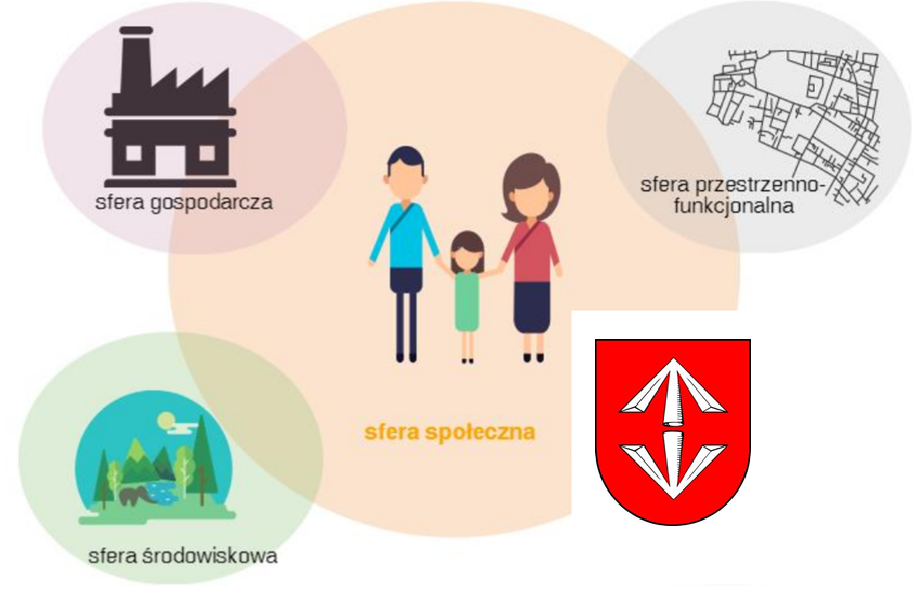 sfera gospodarcza
sfera przestrzenno-
funkcjonalna
sfera społeczna
sfera środowiskowa